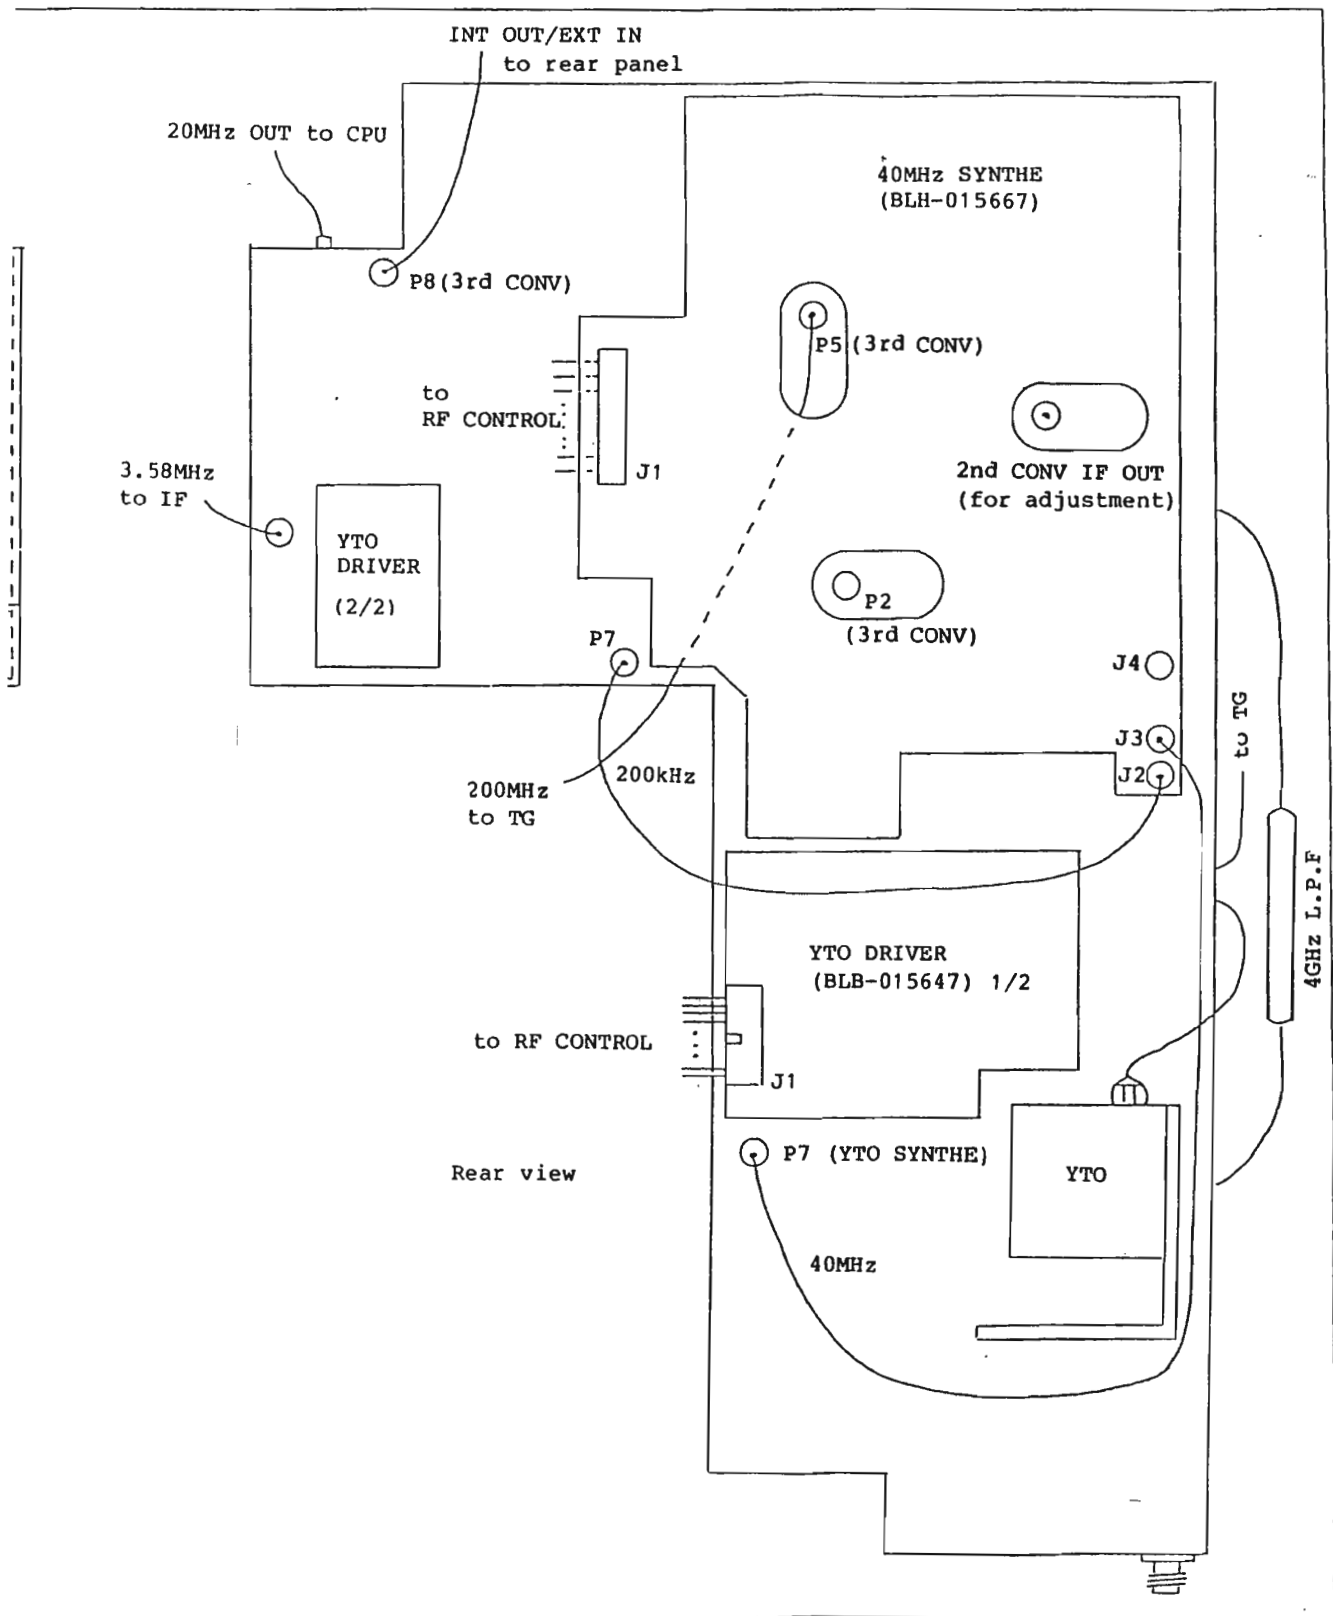 INT OUT/EXT IN
to rear panel
20MHz OUT to CPU
40MHz SYNTHE
(BLH-015667)
P8(3rd CONV)
P5 (3rd CONV)
to
RF CONTROL
J1
2nd CONV IF OUT
(for adjustment)
3.58MHz
to IF
YTO
DRIVER
(2/2)
P2
(3rd CONV)
P7
J4
J3
J2
to TG
200kHz
200MHz
to TG
4GHz L.P.F
YTO DRIVER
(BLB-015647) 1/2
to RF CONTROL
J1
P7 (YTO SYNTHE)
Rear view
YTO
40MHz